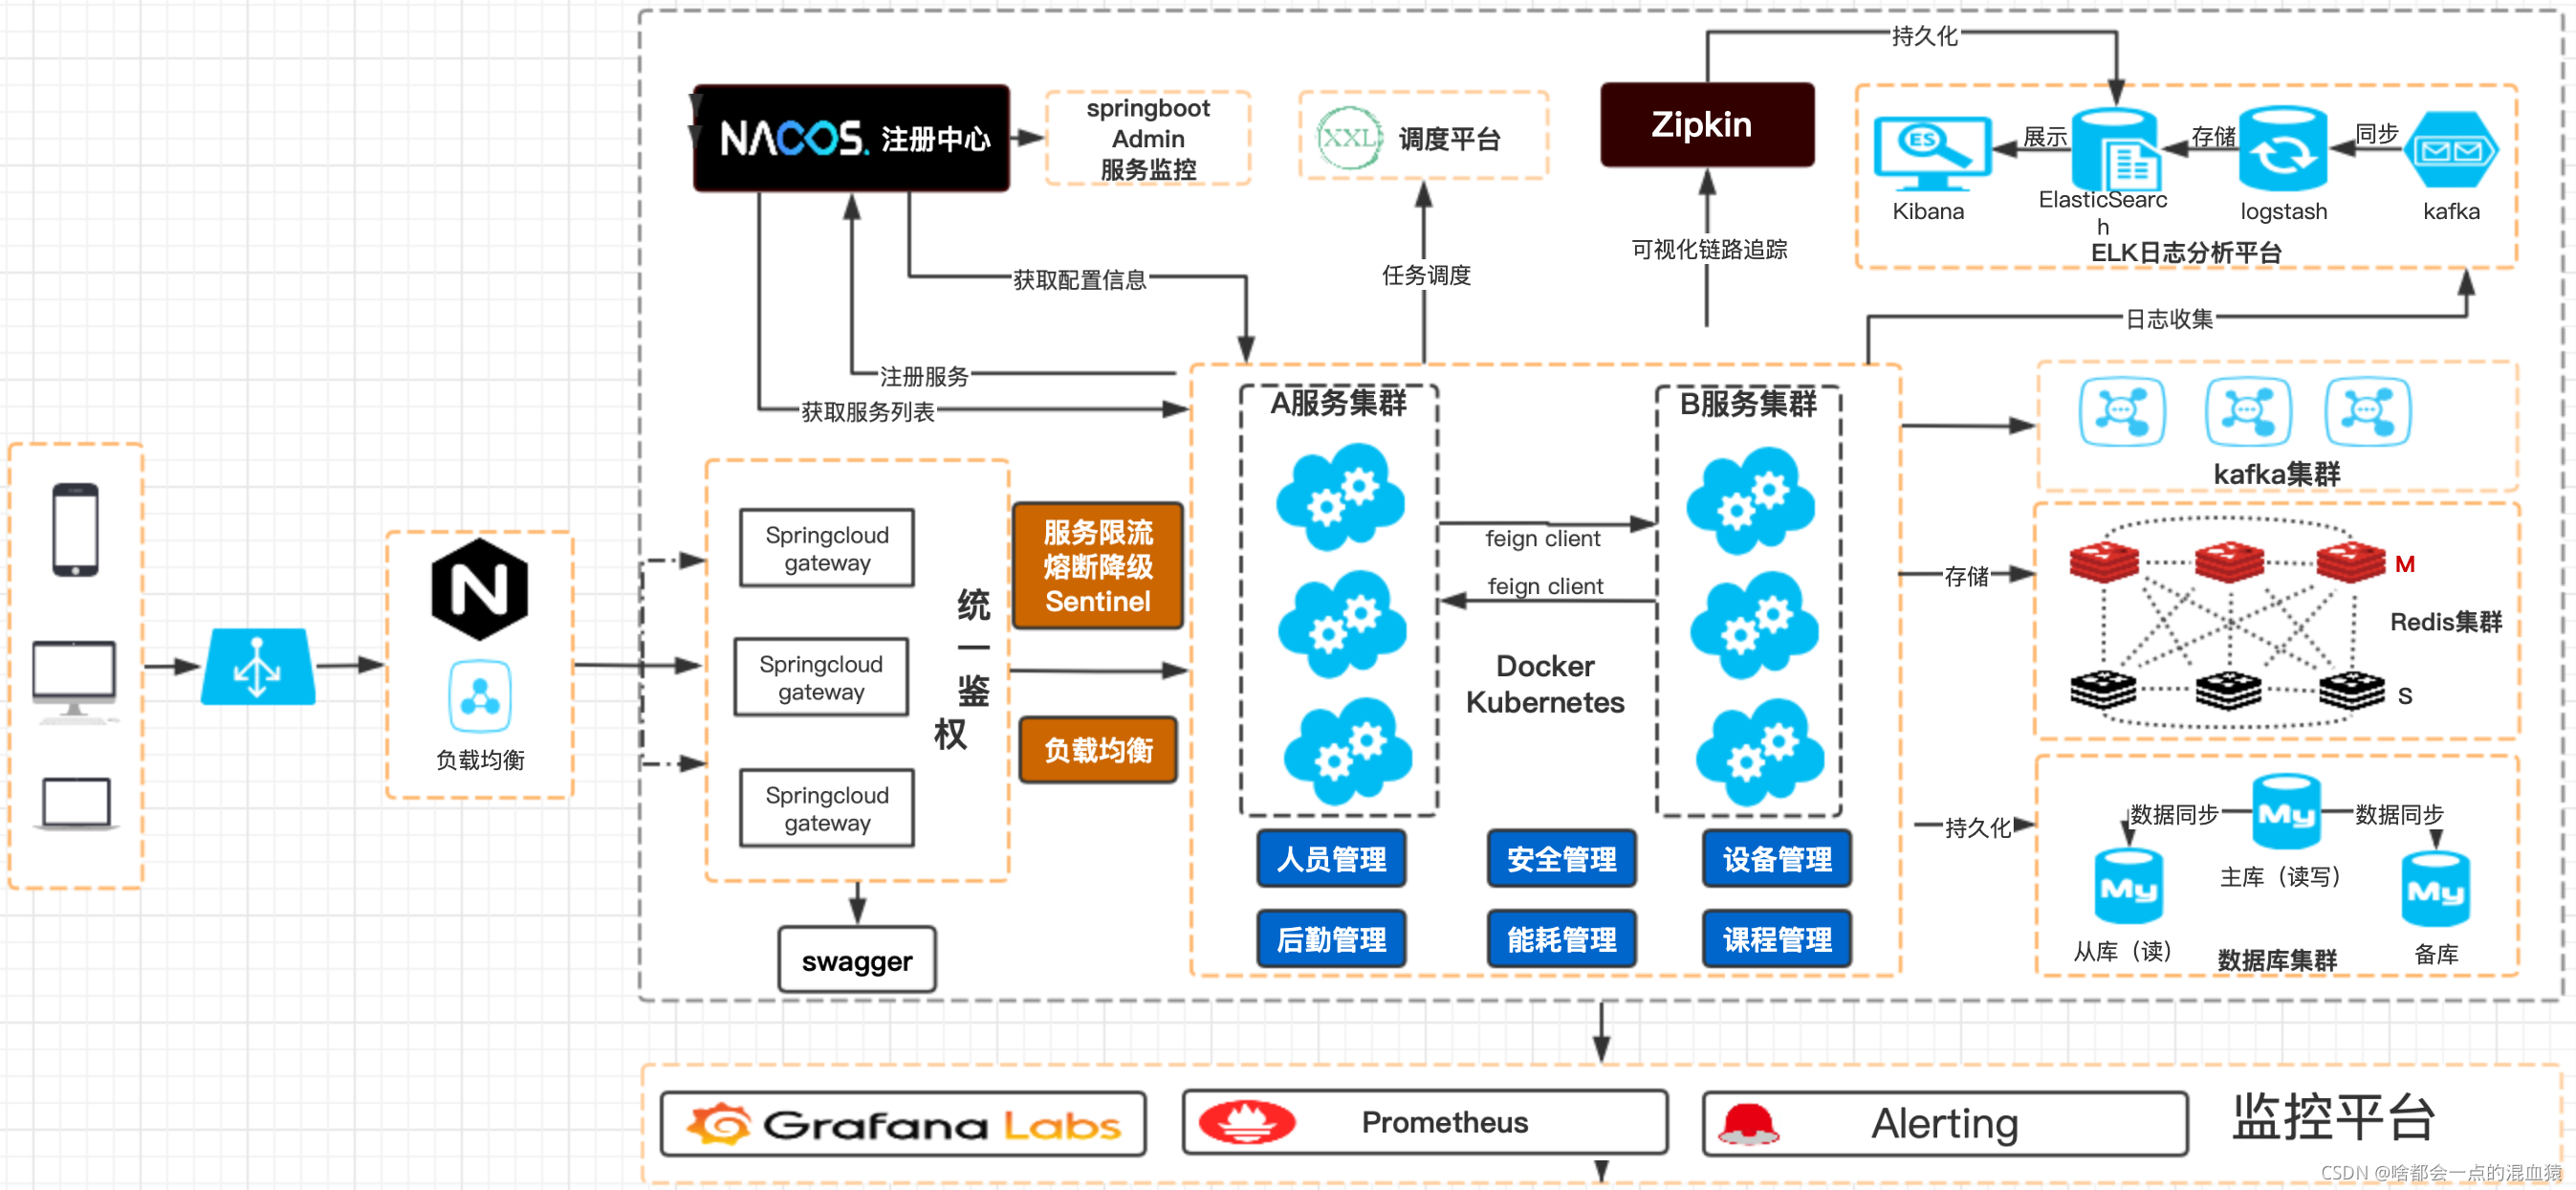 持久化
NACOS. 注册中心
springboot
Admin
服务监控
XXL
调度平台
Zipkin
ES
展示
存储
同步
Kibana
ElasticSearc
h
logstash
kafka
ELK日志分析平台
获取配置信息
任务调度
可视化链路追踪
日志收集
注册服务
获取服务列表
A服务集群
B服务集群
kafka集群
N
负载均衡
Springcloud
gateway
Springcloud
gateway
Springcloud
gateway
统
一
鉴
权
服务限流
熔断降级
Sentinel
负载均衡
feign client
feign client
Docker
Kubernetes
存储
M
Redis集群
S
持久化
数据同步
My
数据同步
主库（读写）
My
My
从库（读）
数据库集群
备库
人员管理
安全管理
设备管理
后勤管理
能耗管理
课程管理
swagger
Grafana Labs
Prometheus
Alerting
监控平台
CSDN @啥都会一点的混血猿